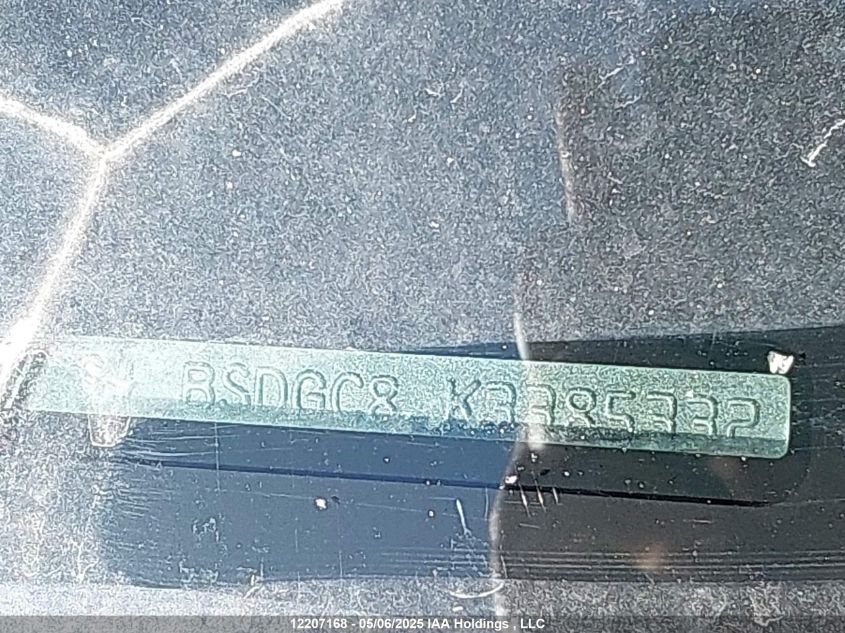 BSDGC8 K3385332
12207168 - 05/06/2025 IAA Holdings , LLC